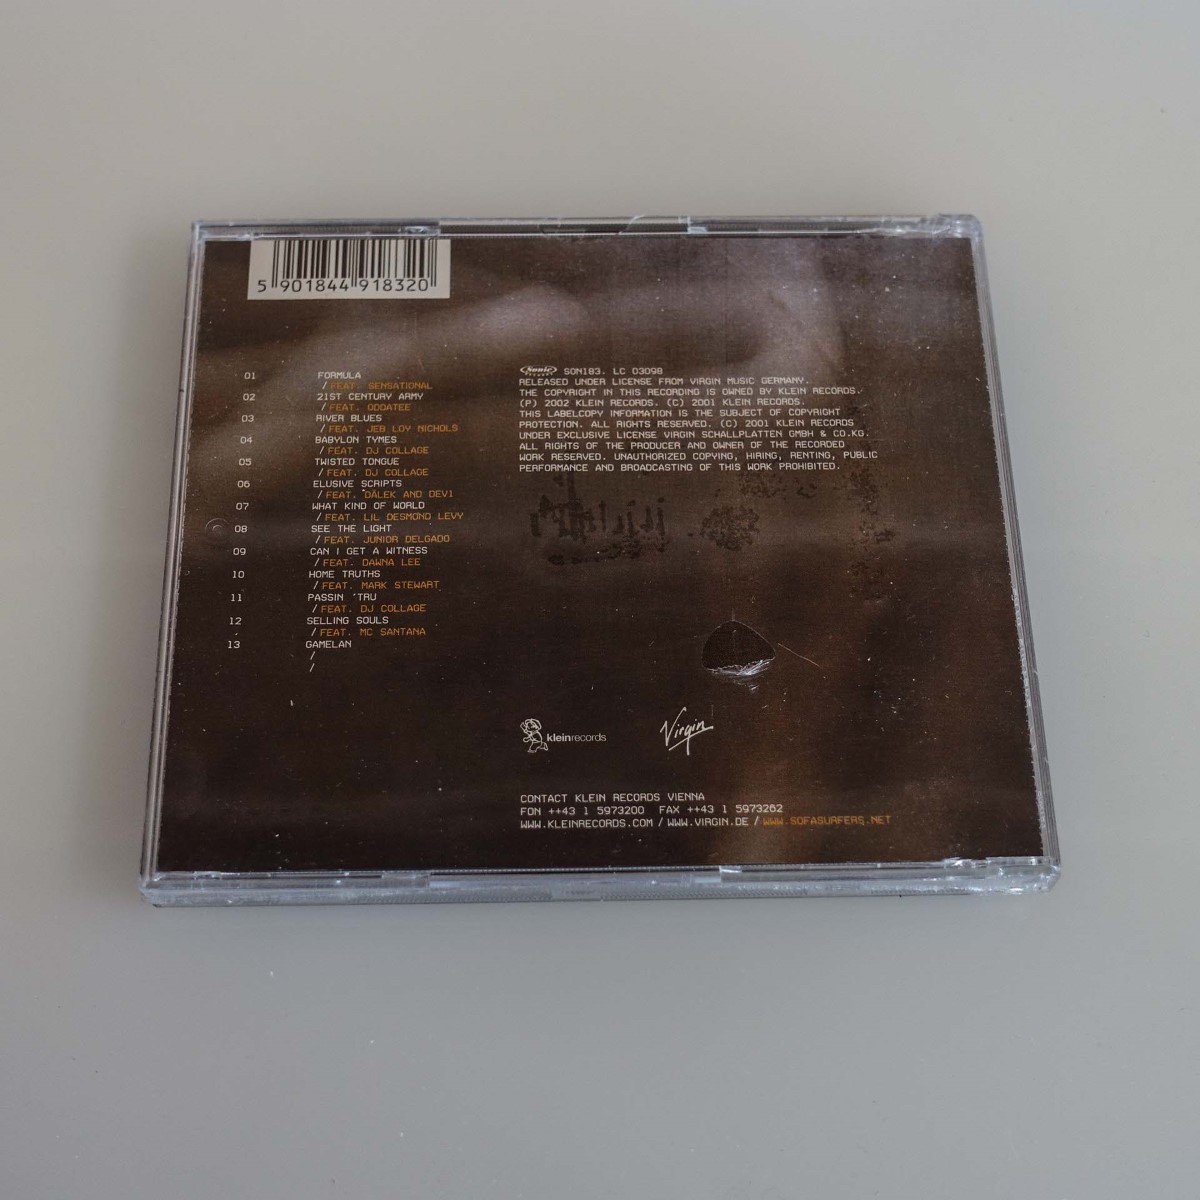 5 901844 918320
01 FORMULA
/ FEAT. SENSATIONAL
02 21ST CENTURY ARMY
/ FEAT. ODDATEE
03 RIVER BLUES
/ FEAT. JEB LOY NICHOLS
04 BABYLON TYMES
/ FEAT. DJ COLLAGE
05 TWISTED TONGUE
/ FEAT. DJ COLLAGE
06 ELUSIVE SCRIPTS
/ FEAT. DÄLEK AND DEV1
07 WHAT KIND OF WORLD
/ FEAT. LIL DESMOND LEVY
08 SEE THE LIGHT
/ FEAT. JUNIOR DELGADO
09 CAN I GET A WITNESS
/ FEAT. DAWNA LEE
10 HOME TRUTHS
/ FEAT. MARK STEWART
11 PASSIN ´TRU
/ FEAT. DJ COLLAGE
12 SELLING SOULS
/ FEAT. MC SANTANA
13 GAMELAN
/
/
Sonic RECORDS SON183. LC 03098
RELEASED UNDER LICENSE FROM VIRGIN MUSIC GERMANY.
THE COPYRIGHT IN THIS RECORDING IS OWNED BY KLEIN RECORDS.
(P) 2002 KLEIN RECORDS. (C) 2001 KLEIN RECORDS.
THIS LABELCOPY INFORMATION IS THE SUBJECT OF COPYRIGHT
PROTECTION. ALL RIGHTS RESERVED. (C) 2001 KLEIN RECORDS
UNDER EXCLUSIVE LICENSE VIRGIN SCHALLPLATTEN GMBH & CO.KG.
ALL RIGHTS OF THE PRODUCER AND OWNER OF THE RECORDED
WORK RESERVED. UNAUTHORIZED COPYING, HIRING, RENTING, PUBLIC
PERFORMANCE AND BROADCASTING OF THIS WORK PROHIBITED.
kleinrecords
Virgin
CONTACT KLEIN RECORDS VIENNA
FON ++43 1 5973200 FAX ++43 1 5973262
WWW.KLEINRECORDS.COM / WWW.VIRGIN.DE / WWW.SOFASURFERS.NET